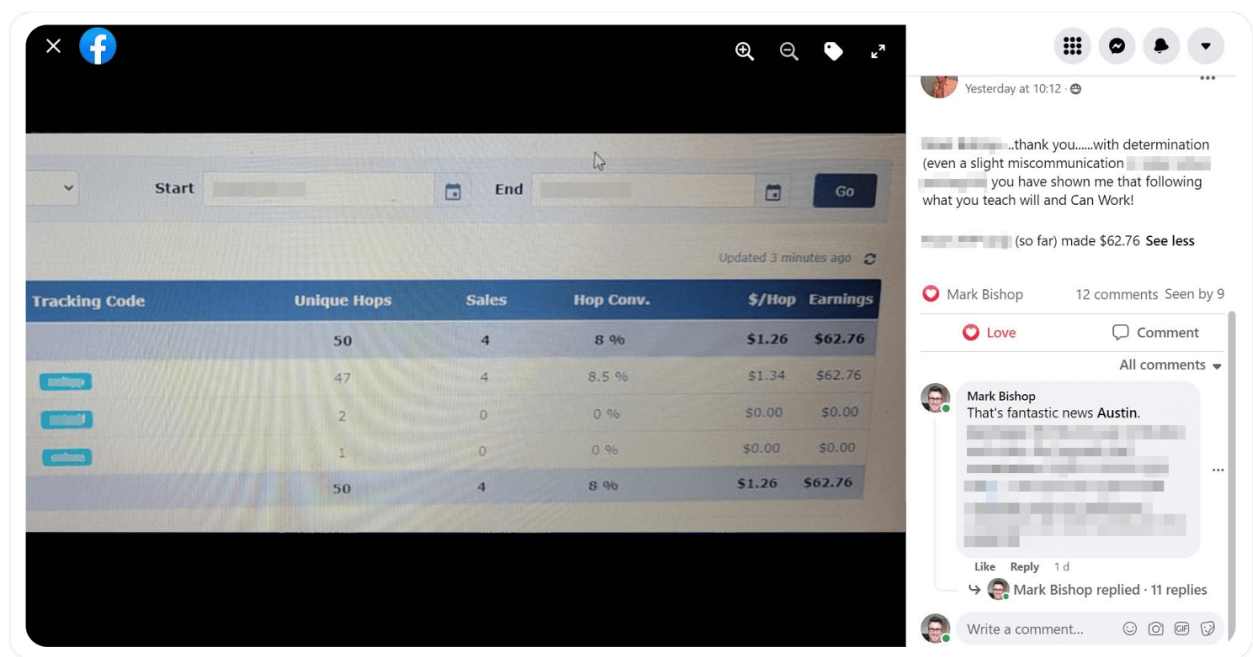 Yesterday at 10:12 ·
..thank you......with determination
(even a slight miscommunication
you have shown me that following
what you teach will and Can Work!
(so far) made $62.76 See less
Mark Bishop 12 comments Seen by 9
Love Comment
All comments
Mark Bishop
That's fantastic news Austin.
Like Reply 1 d
Mark Bishop replied · 11 replies
Write a comment...
GIF
Start End Go
Updated 3 minutes ago
Tracking Code Unique Hops Sales Hop Conv. $/Hop Earnings
50 4 8 % $1.26 $62.76
47 4 8.5 % $1.34 $62.76
2 0 0 % $0.00 $0.00
1 0 0 % $0.00 $0.00
50 4 8 % $1.26 $62.76